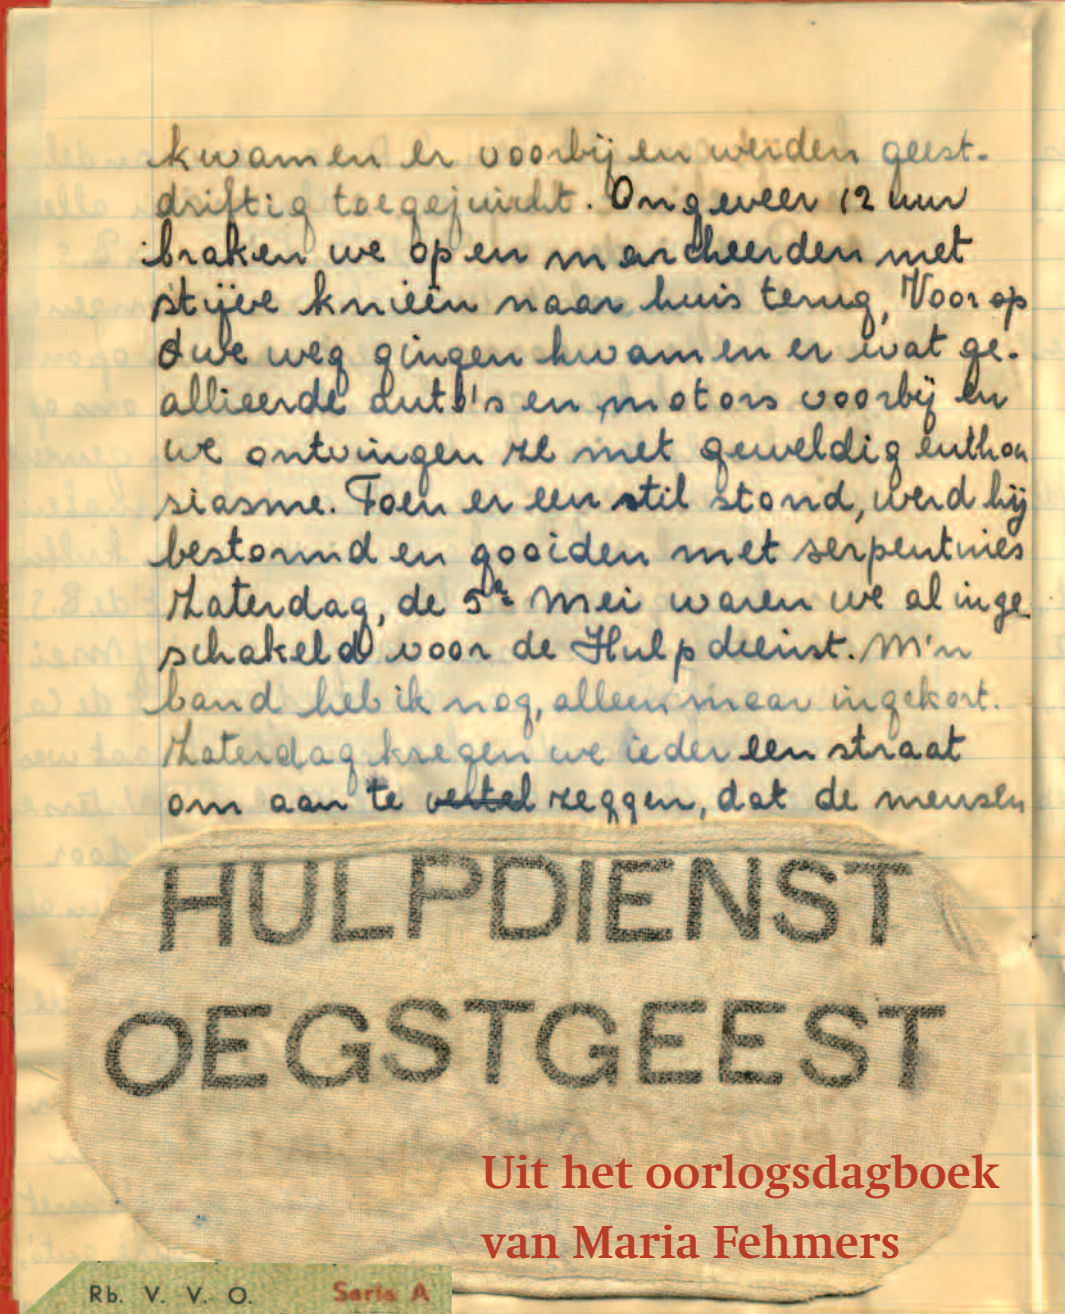 kwamen er voorbij en werden geest-
driftig toegejuicht. Ongeveer 12 uur
braken we op en marcheerden met
stijve knieën naar huis terug, Voor op
d we weg gingen kwamen er wat ge-
allieerde auto's en motors voorbij en
we ontvingen ze met geweldig enthou
siasme. Toen er een stil stond, werd hij
bestormd en gooiden met serpentines
Zaterdag, de 5de Mei waren we al inge
schakeld voor de Hulpdienst. M'n
band heb ik nog, alleen maar ingekort.
Zaterdag kregen we ieder een straat
om aan te vertel zeggen, dat de mensen
HULPDIENST
OEGSTGEEST
Uit het oorlogsdagboek
van Maria Fehmers
Rb. V. V. O. Serie A